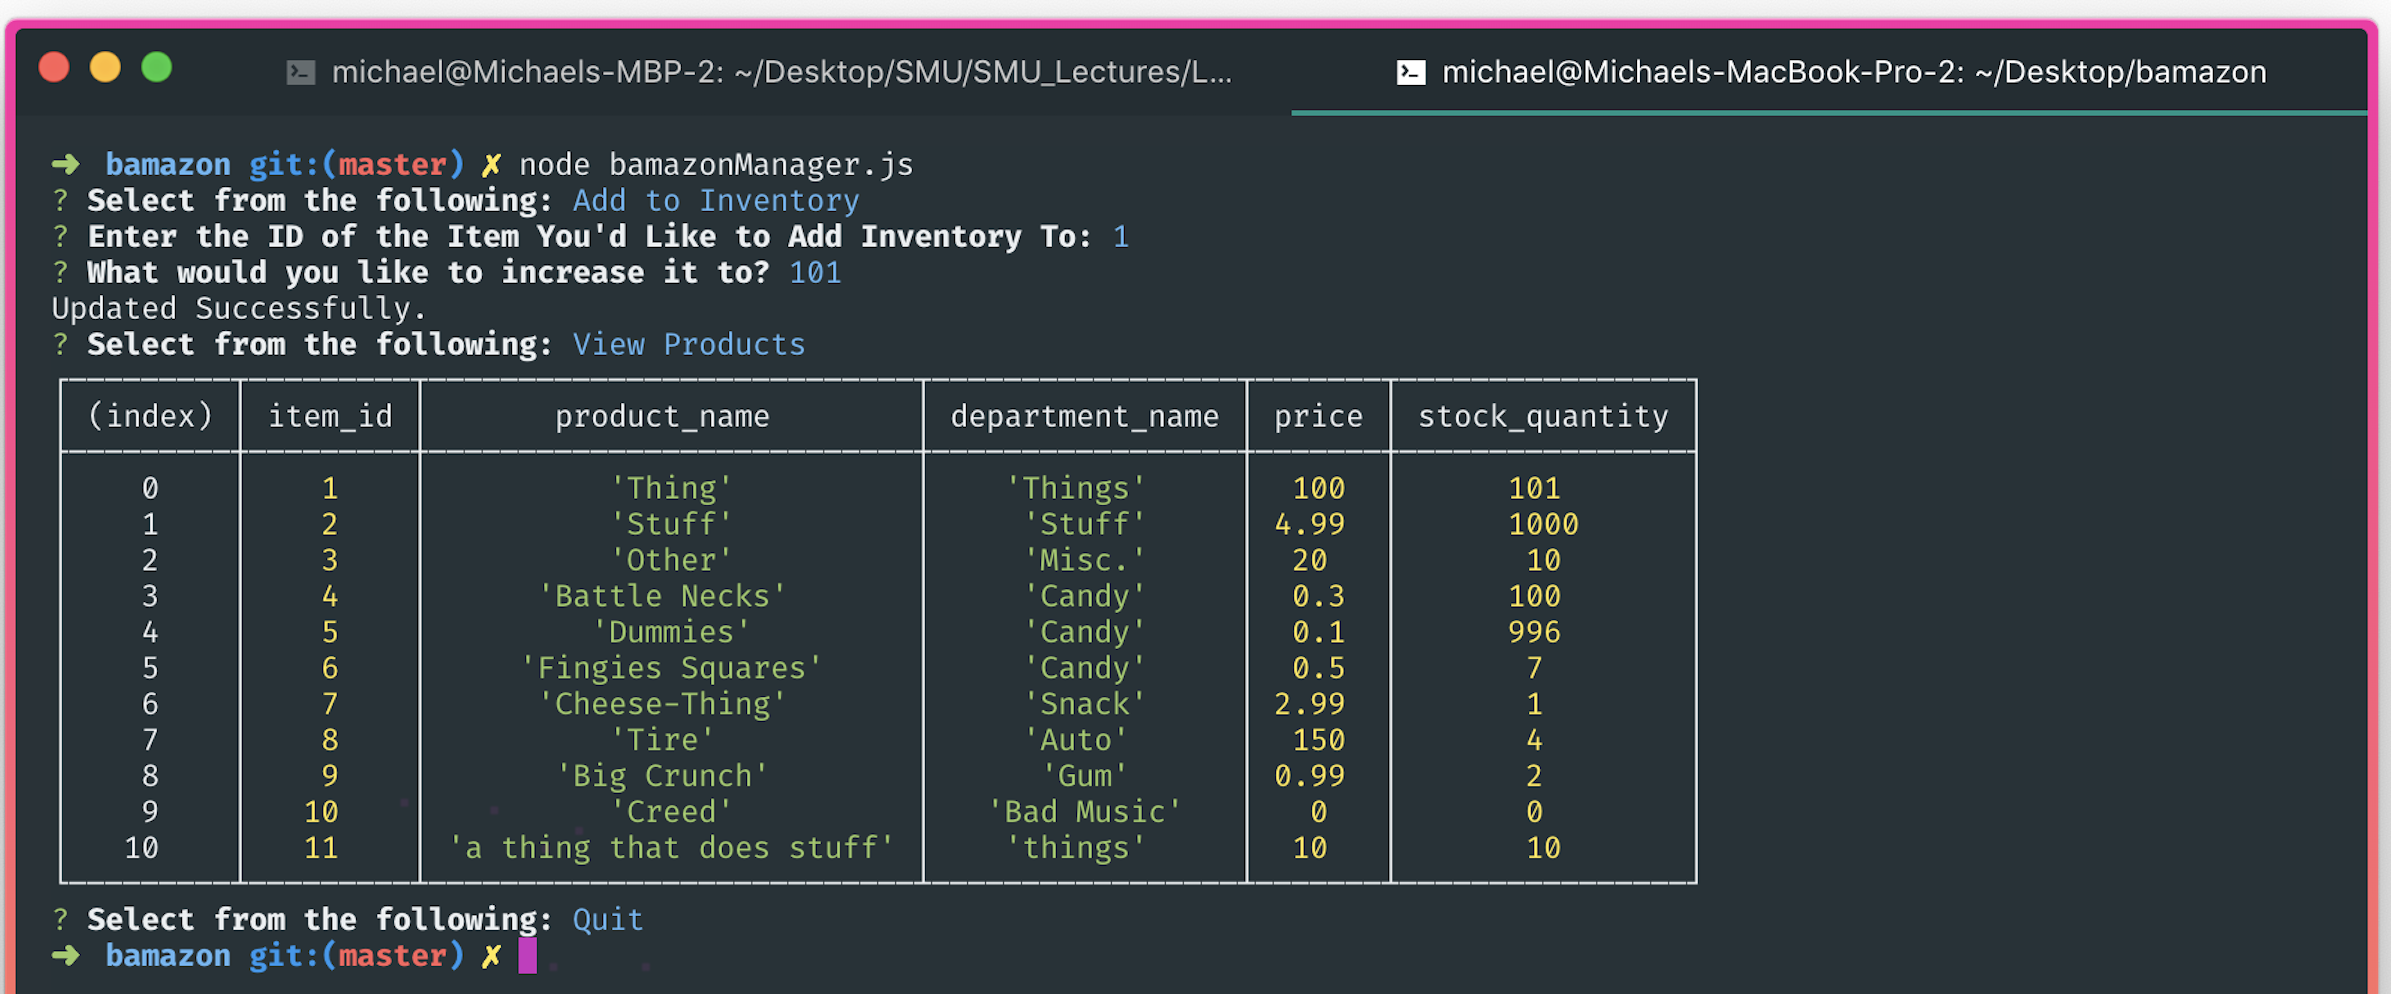 michael@Michaels-MBP-2: ~/Desktop/SMU/SMU_Lectures/L... michael@Michaels-MacBook-Pro-2: ~/Desktop/bamazon
➜ bamazon git:(master) ✗ node bamazonManager.js
? Select from the following: Add to Inventory
? Enter the ID of the Item You'd Like to Add Inventory To: 1
? What would you like to increase it to? 101
Updated Successfully.
? Select from the following: View Products
(index) item_id product_name department_name price stock_quantity
0 1 'Thing' 'Things' 100 101
1 2 'Stuff' 'Stuff' 4.99 1000
2 3 'Other' 'Misc.' 20 10
3 4 'Battle Necks' 'Candy' 0.3 100
4 5 'Dummies' 'Candy' 0.1 996
5 6 'Fingies Squares' 'Candy' 0.5 7
6 7 'Cheese-Thing' 'Snack' 2.99 1
7 8 'Tire' 'Auto' 150 4
8 9 'Big Crunch' 'Gum' 0.99 2
9 10 'Creed' 'Bad Music' 0 0
10 11 'a thing that does stuff' 'things' 10 10
? Select from the following: Quit
➜ bamazon git:(master) ✗